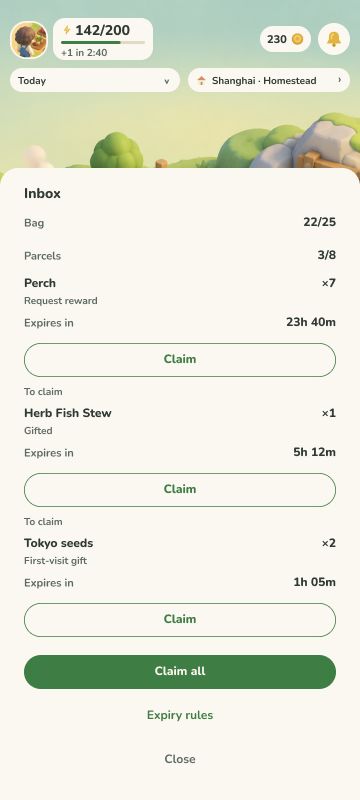 142/200
+1 in 2:40
230
Today
Shanghai · Homestead
Inbox
Bag 22/25
Parcels 3/8
Perch ×7
Request reward
Expires in 23h 40m
Claim
To claim
Herb Fish Stew ×1
Gifted
Expires in 5h 12m
Claim
To claim
Tokyo seeds ×2
First-visit gift
Expires in 1h 05m
Claim
Claim all
Expiry rules
Close